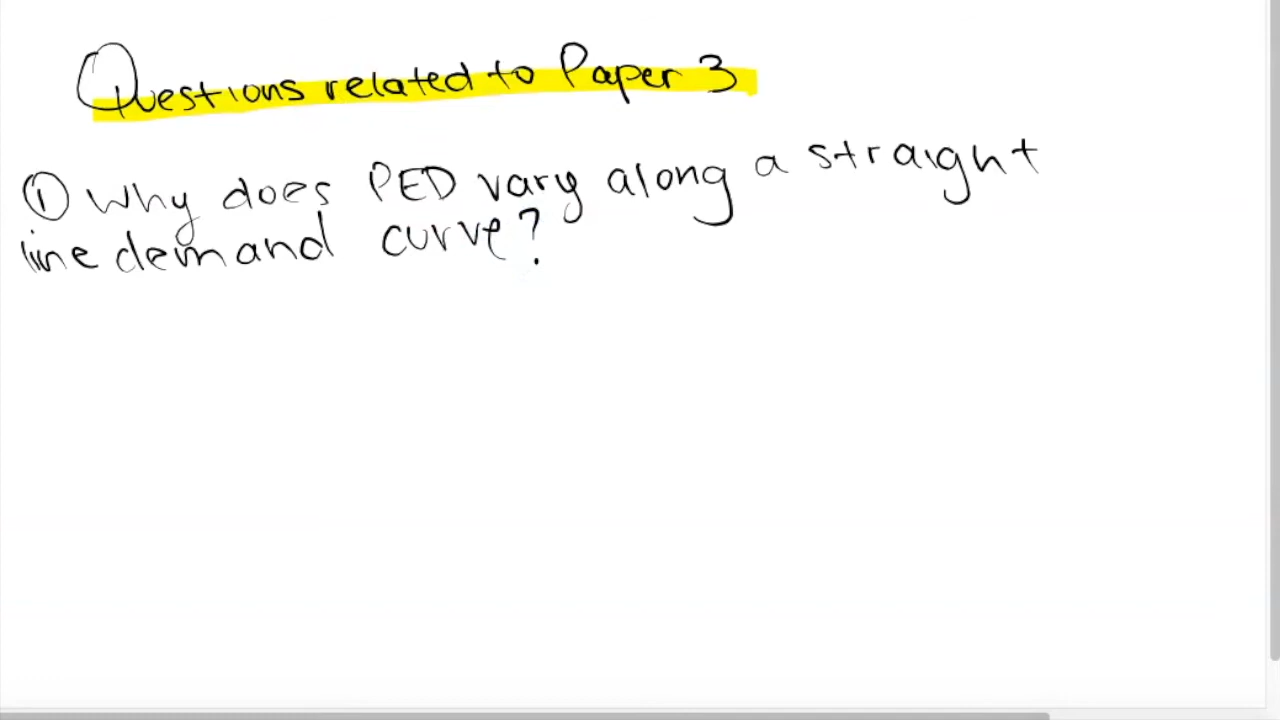 Questions related to Paper 3
① Why does PED vary along a straight
line demand curve?